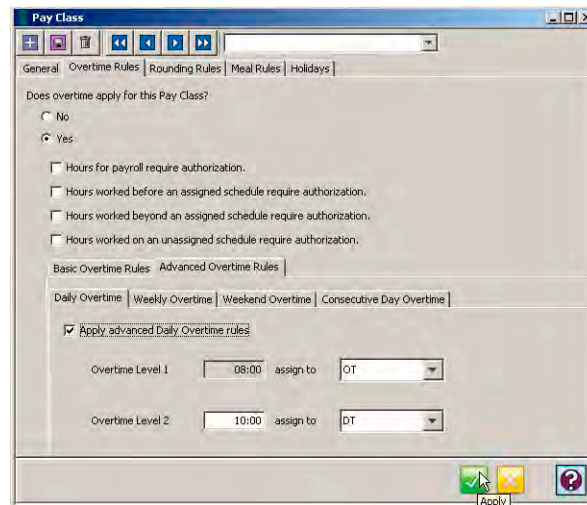 Pay Class
General Overtime Rules Rounding Rules Meal Rules Holidays
Does overtime apply for this Pay Class?
No
Yes
Hours for payroll require authorization.
Hours worked before an assigned schedule require authorization.
Hours worked beyond an assigned schedule require authorization.
Hours worked on an unassigned schedule require authorization.
Basic Overtime Rules Advanced Overtime Rules
Daily Overtime Weekly Overtime Weekend Overtime Consecutive Day Overtime
Apply advanced Daily Overtime rules
Overtime Level 1 08:00 assign to OT
Overtime Level 2 10:00 assign to DT
Apply